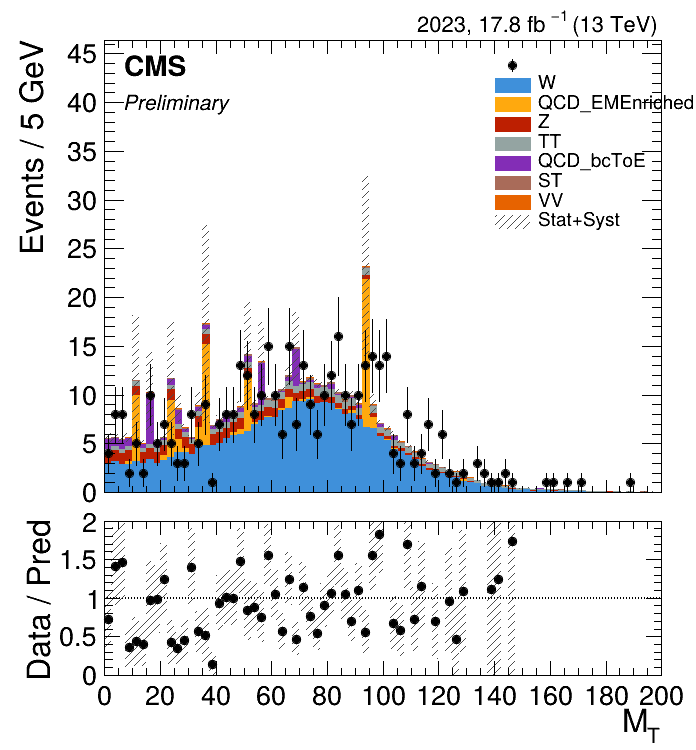 2023, 17.8 fb⁻¹ (13 TeV)
CMS
Preliminary
W
QCD_EMEnriched
Z
TT
QCD_bcToE
ST
VV
Stat+Syst
Events / 5 GeV
45
40
35
30
25
20
15
10
5
0
Data / Pred
2
1.5
1
0.5
0
0 20 40 60 80 100 120 140 160 180 200
M_T